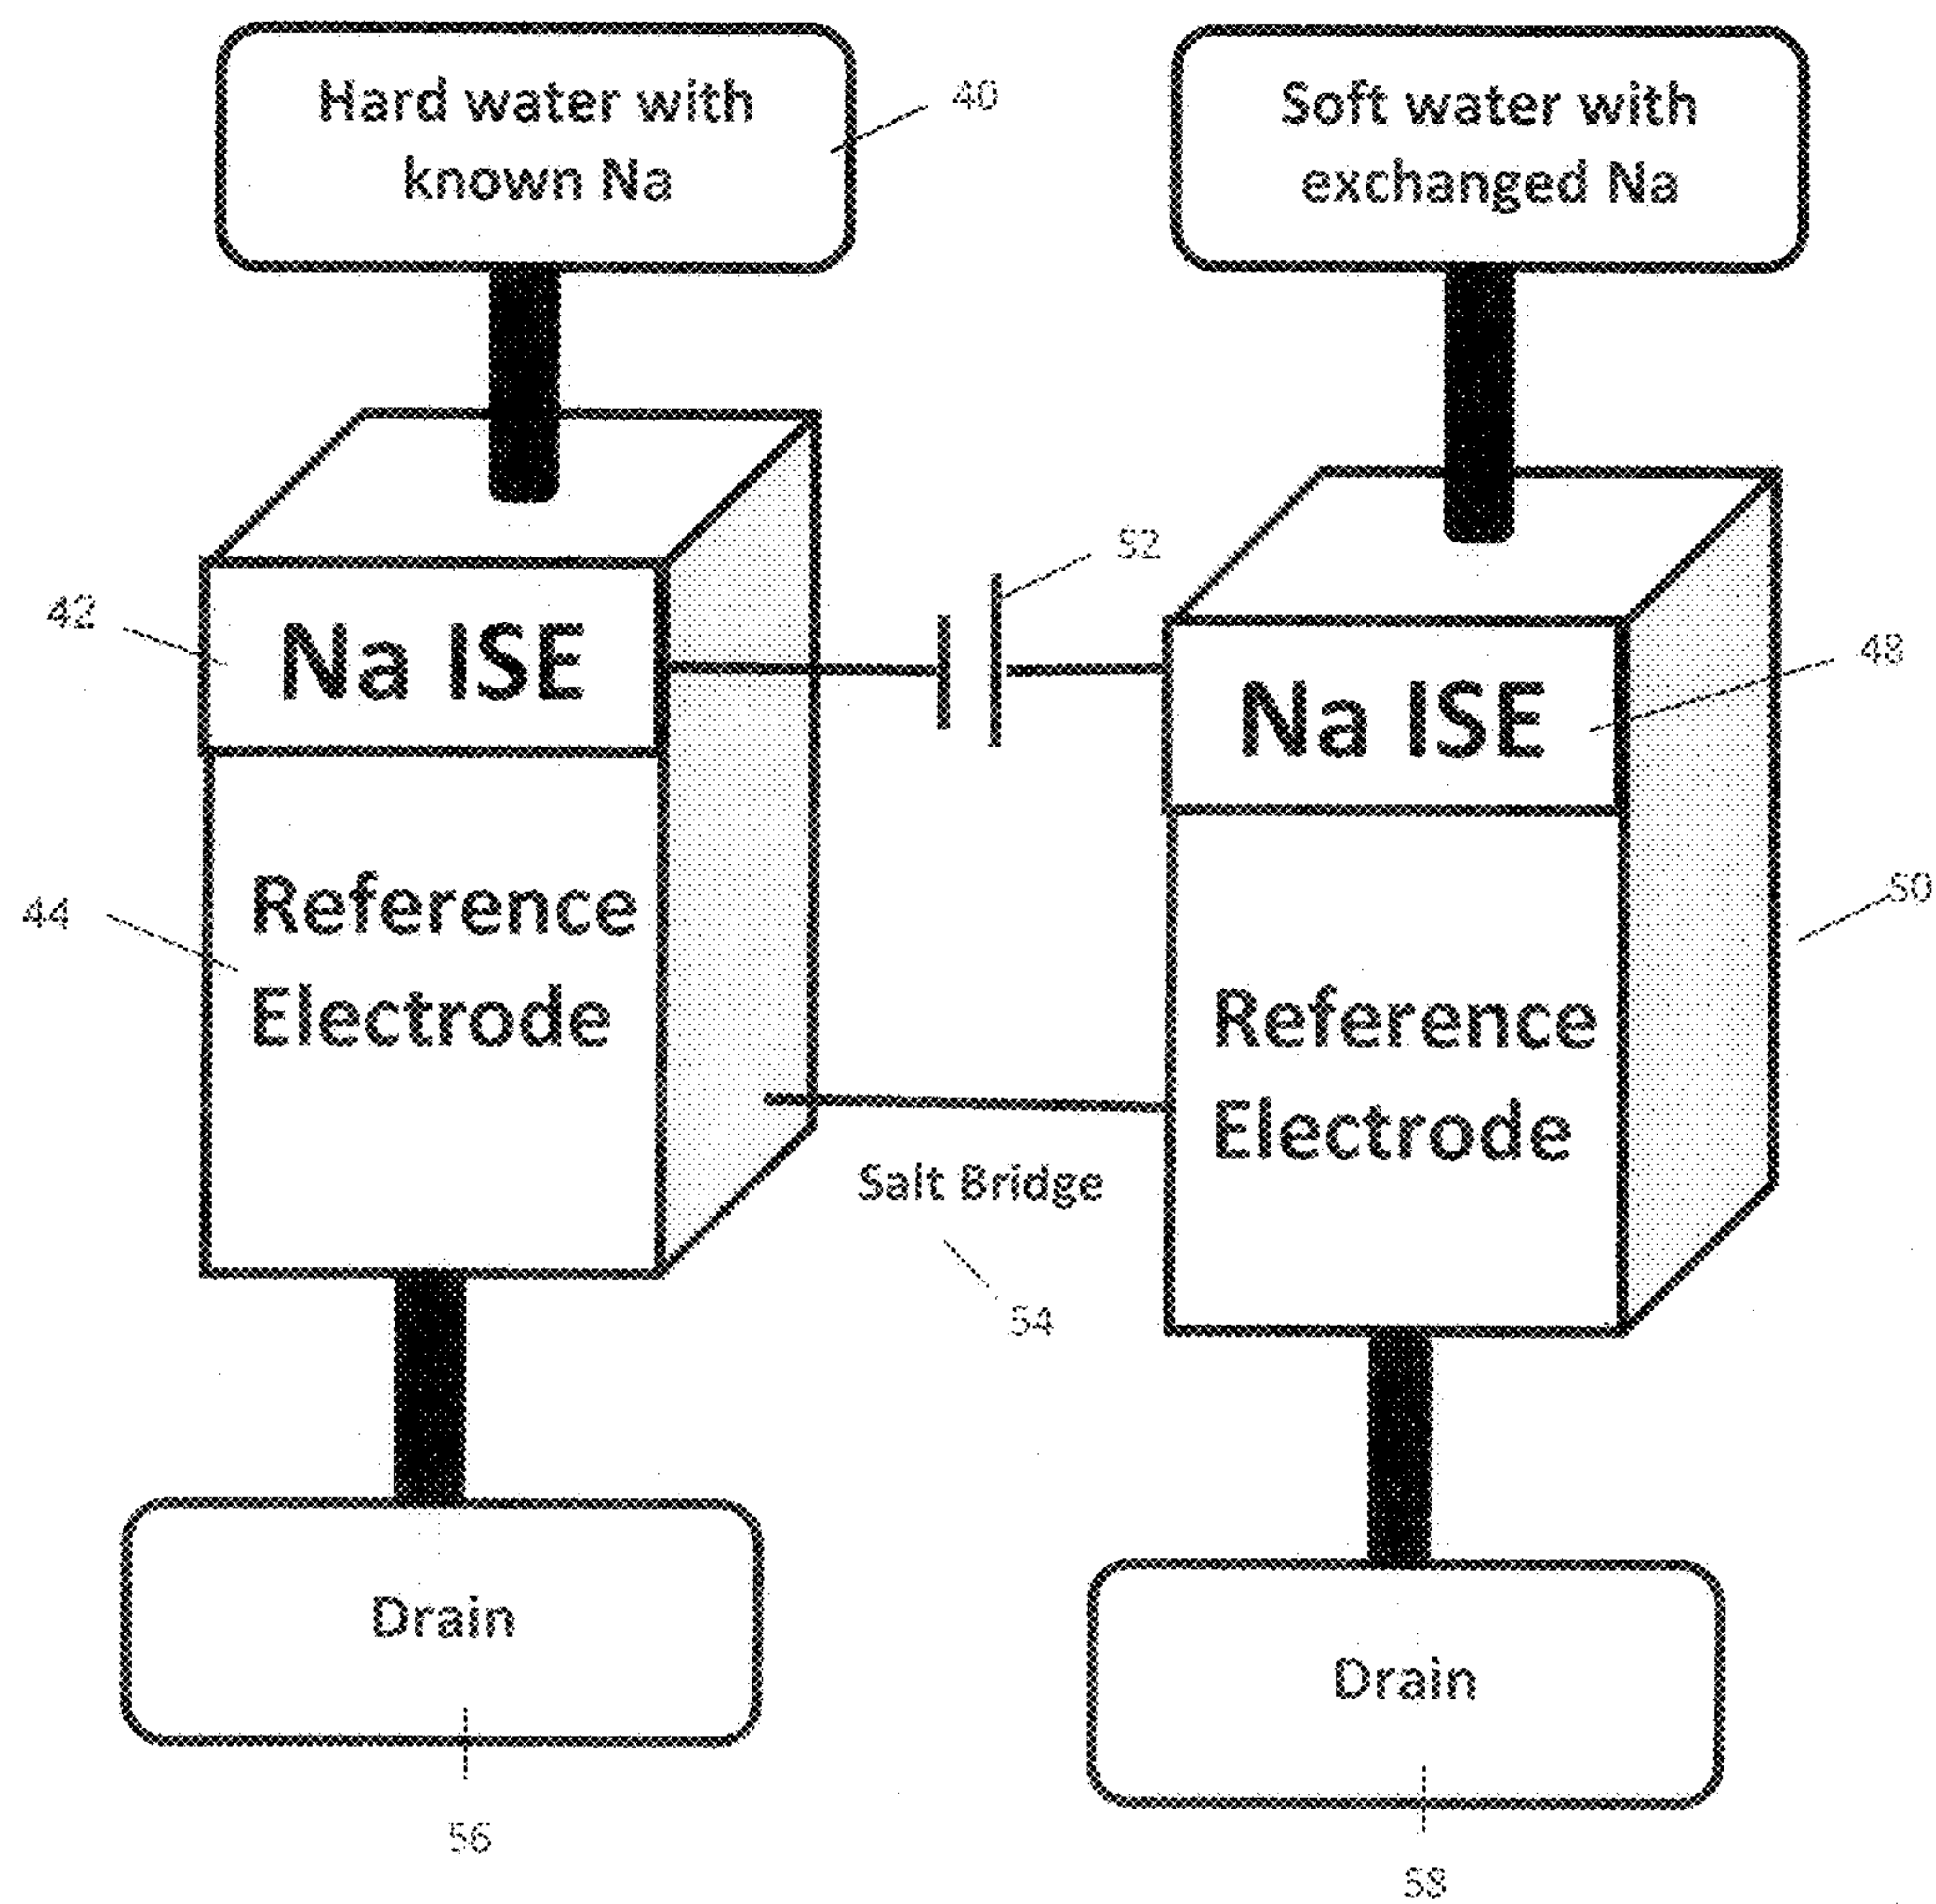 Hard water with
known Na
40
Soft water with
exchanged Na
52
42
Na ISE
48
Na ISE
44
Reference
Electrode
50
Reference
Electrode
Salt Bridge
54
Drain
56
Drain
58